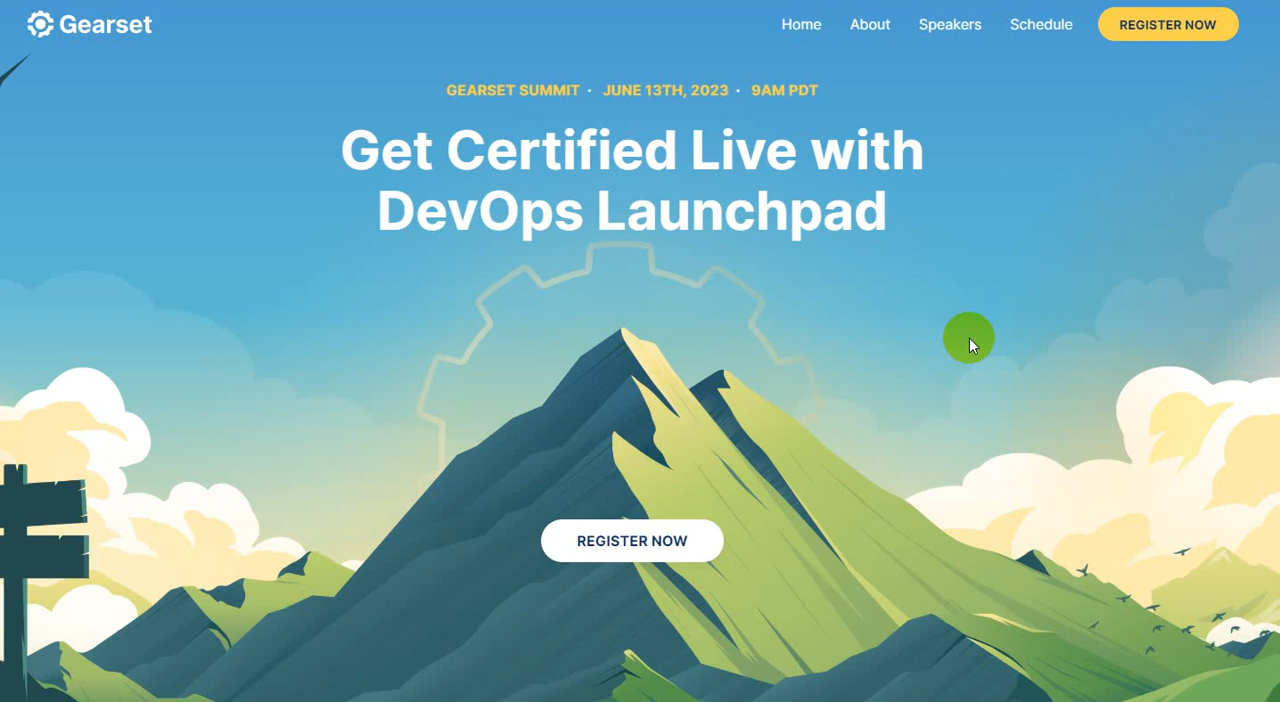 Gearset
Home About Speakers Schedule REGISTER NOW
GEARSET SUMMIT · JUNE 13TH, 2023 · 9AM PDT
Get Certified Live with
DevOps Launchpad
REGISTER NOW